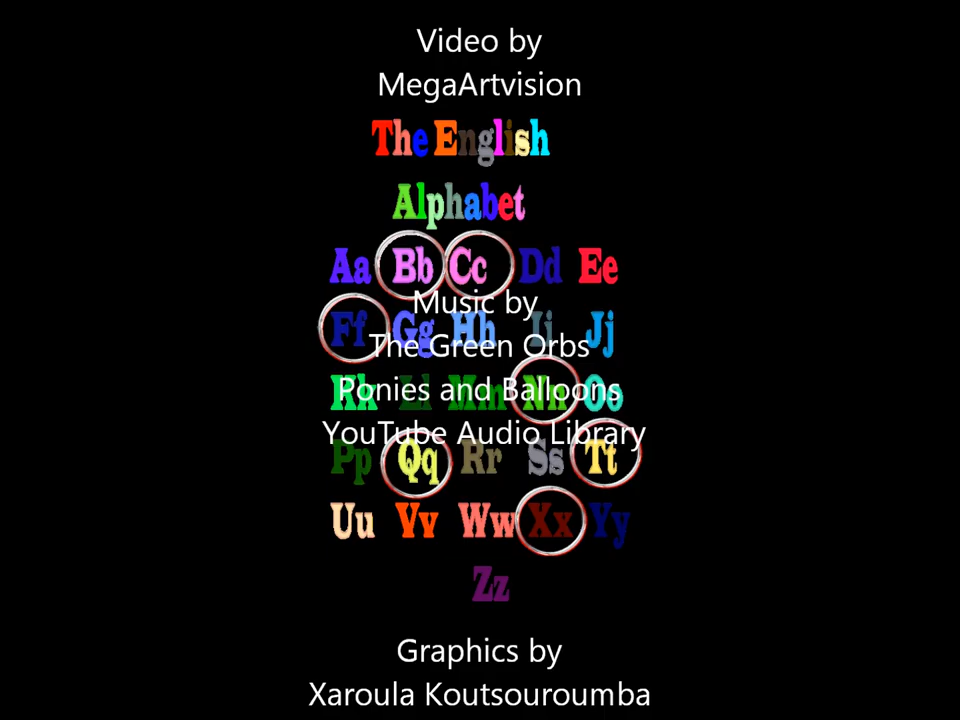 Video by
MegaArtvision
The English
Alphabet
Aa Bb Cc Dd Ee
Music by
Ff Gg Hh Ii Jj
The Green Orbs
Kk Ll Mm Nn Oo
Ponies and Balloons
YouTube Audio Library
Pp Qq Rr Ss Tt
Uu Vv Ww Xx Yy
Zz
Graphics by
Xaroula Koutsouroumba